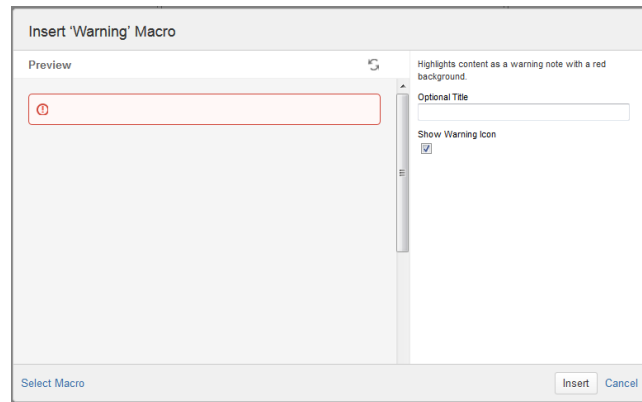 Insert ‘Warning’ Macro
Preview
Highlights content as a warning note with a red
background.
Optional Title
Show Warning Icon
Select Macro
Insert Cancel